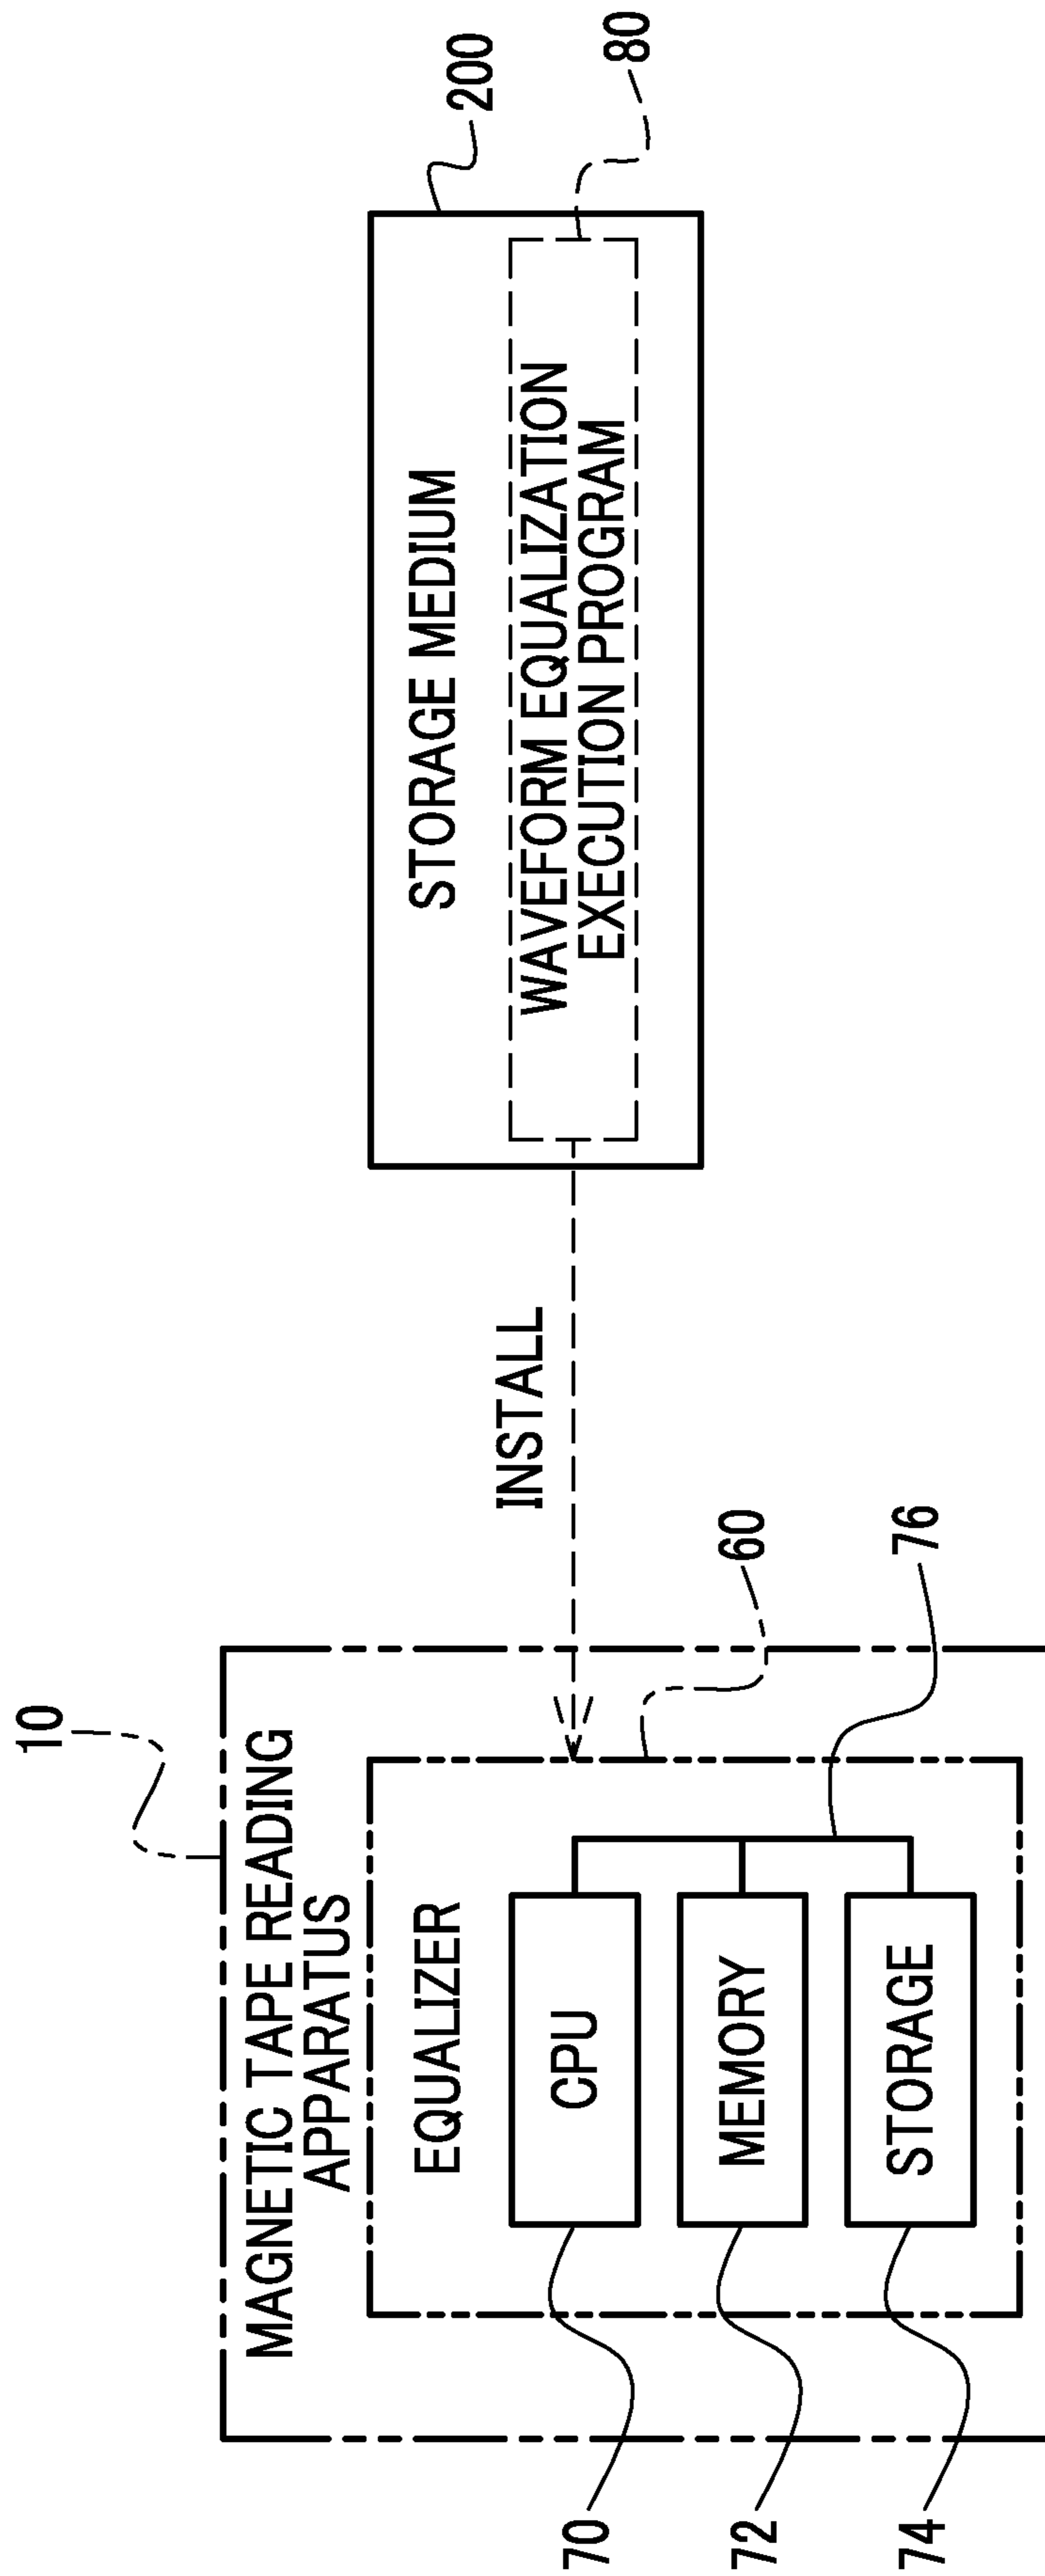 10
MAGNETIC TAPE READING
APPARATUS
EQUALIZER
60
70
CPU
72
MEMORY
74
STORAGE
76
INSTALL
200
STORAGE MEDIUM
80
WAVEFORM EQUALIZATION
EXECUTION PROGRAM